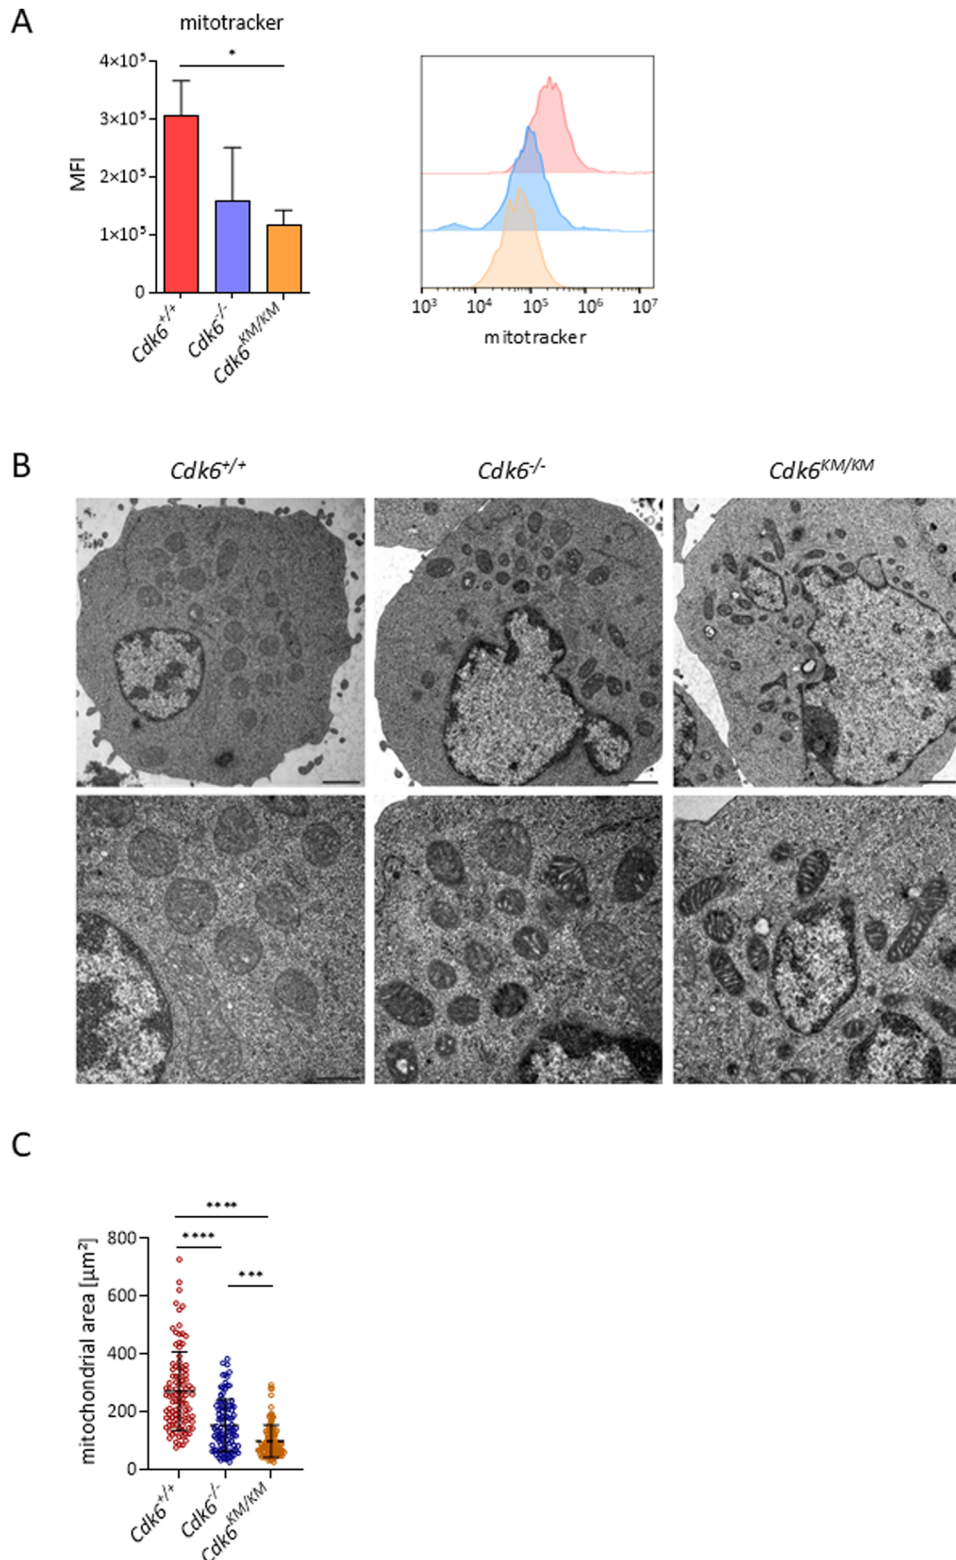 A
mitotracker
*
4×10⁵
3×10⁵
2×10⁵
1×10⁵
0
MFI
Cdk6⁺/⁺
Cdk6⁻/⁻
Cdk6ᴷᴹ/ᴷᴹ
10³ 10⁴ 10⁵ 10⁶ 10⁷
mitotracker
B
Cdk6⁺/⁺ Cdk6⁻/⁻ Cdk6ᴷᴹ/ᴷᴹ
C
****
****
***
800
600
400
200
0
mitochondrial area [µm²]
Cdk6⁺/⁺
Cdk6⁻/⁻
Cdk6ᴷᴹ/ᴷᴹ